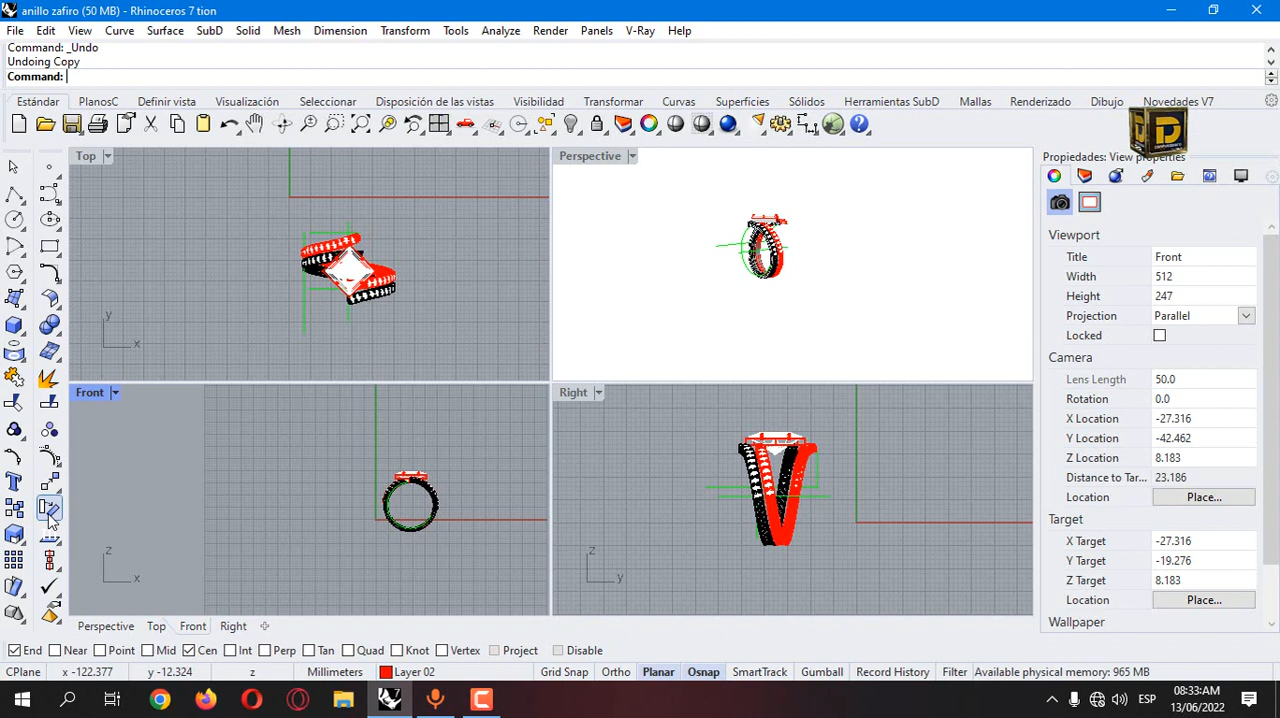 anillo zafiro (50 MB) - Rhinoceros 7 tion
File Edit View Curve Surface SubD Solid Mesh Dimension Transform Tools Analyze Render Panels V-Ray Help
Command: _Undo
Undoing Copy
Command:
Estándar PlanosC Definir vista Visualización Seleccionar Disposición de las vistas Visibilidad Transformar Curvas Superficies Sólidos Herramientas SubD Mallas Renderizado Dibujo Novedades V7
Top
Perspective
Propiedades: View properties
Viewport
Title Front
Width 512
Height 247
Projection Parallel
Locked
Camera
Lens Length 50.0
Rotation 0.0
X Location -27.316
Y Location -42.462
Z Location 8.183
Distance to Tar... 23.186
Location Place...
Target
X Target -27.316
Y Target -19.276
Z Target 8.183
Location Place...
Wallpaper
y
x
Front
Right
z
x
z
y
Perspective Top Front Right
End Near Point Mid Cen Int Perp Tan Quad Knot Vertex Project Disable
CPlane x -122.377 y -12.324 z Millimeters Layer 02 Grid Snap Ortho Planar Osnap SmartTrack Gumball Record History Filter Available physical memory: 965 MB
ESP
08:33AM
13/06/2022